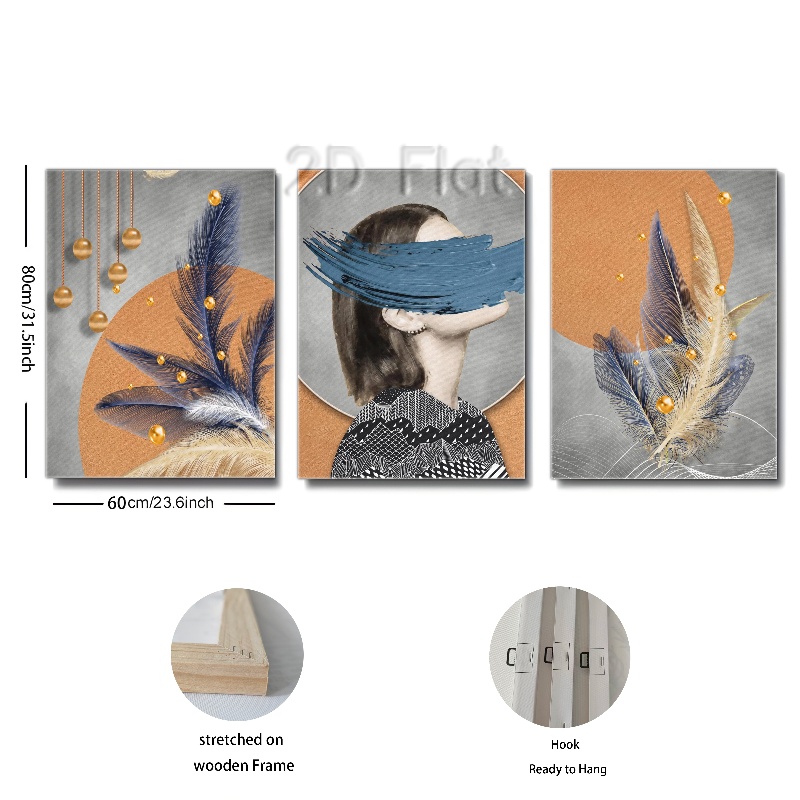 2D Flat
80cm/31.5inch
60cm/23.6inch
stretched on
wooden Frame
Hook
Ready to Hang